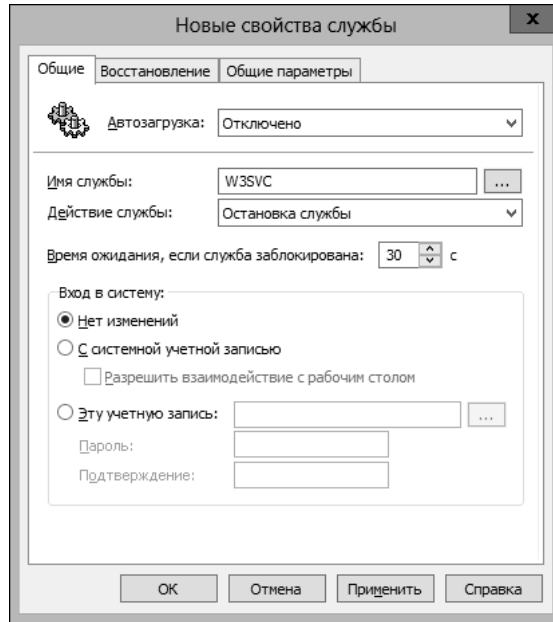 Новые свойства службы
x
Общие Восстановление Общие параметры
Автозагрузка: Отключено
Имя службы: W3SVC ...
Действие службы: Остановка службы
Время ожидания, если служба заблокирована: 30 с
Вход в систему:
Нет изменений
С системной учетной записью
Разрешить взаимодействие с рабочим столом
Эту учетную запись: ...
Пароль:
Подтверждение:
ОК Отмена Применить Справка